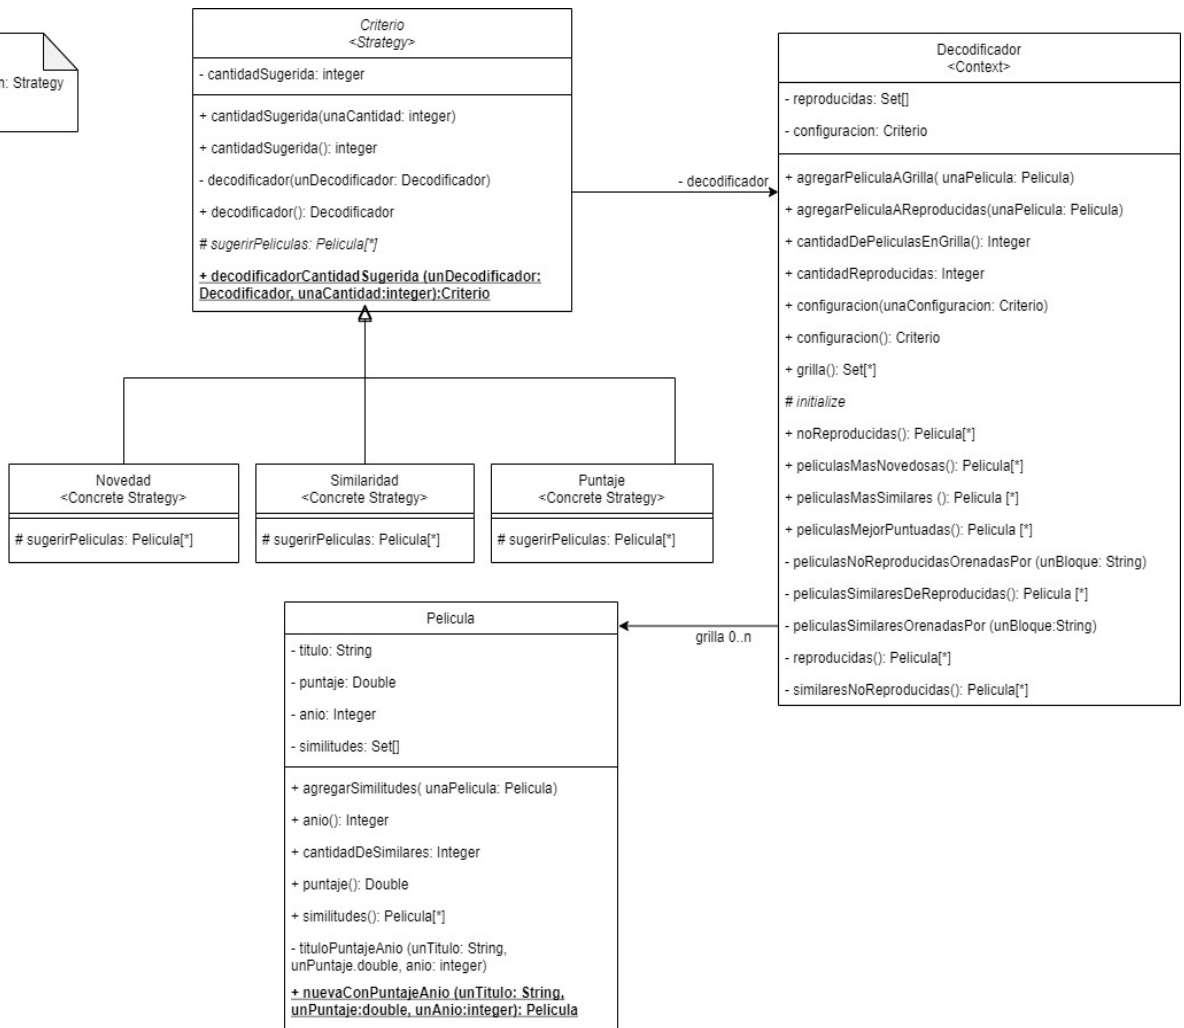 : Strategy
Criterio
<Strategy>
- cantidadSugerida: integer
+ cantidadSugerida(unaCantidad: integer)
+ cantidadSugerida(): integer
- decodificador(unDecodificador: Decodificador)
+ decodificador(): Decodificador
# sugerirPeliculas: Pelicula[*]
+ decodificadorCantidadSugerida (unDecodificador:
Decodificador, unaCantidad:integer):Criterio
- decodificador
Decodificador
<Context>
- reproducidas: Set[]
- configuracion: Criterio
+ agregarPeliculaAGrilla( unaPelicula: Pelicula)
+ agregarPeliculaAReproducidas(unaPelicula: Pelicula)
+ cantidadDePeliculasEnGrilla(): Integer
+ cantidadReproducidas: Integer
+ configuracion(unaConfiguracion: Criterio)
+ configuracion(): Criterio
+ grilla(): Set[*]
# initialize
+ noReproducidas(): Pelicula[*]
+ peliculasMasNovedosas(): Pelicula[*]
+ peliculasMasSimilares (): Pelicula [*]
+ peliculasMejorPuntuadas(): Pelicula [*]
- peliculasNoReproducidasOrenadasPor (unBloque: String)
- peliculasSimilaresDeReproducidas(): Pelicula [*]
- peliculasSimilaresOrenadasPor (unBloque:String)
- reproducidas(): Pelicula[*]
- similaresNoReproducidas(): Pelicula[*]
Novedad
<Concrete Strategy>
# sugerirPeliculas: Pelicula[*]
Similaridad
<Concrete Strategy>
# sugerirPeliculas: Pelicula[*]
Puntaje
<Concrete Strategy>
# sugerirPeliculas: Pelicula[*]
grilla 0..n
Pelicula
- titulo: String
- puntaje: Double
- anio: Integer
- similitudes: Set[]
+ agregarSimilitudes( unaPelicula: Pelicula)
+ anio(): Integer
+ cantidadDeSimilares: Integer
+ puntaje(): Double
+ similitudes(): Pelicula[*]
- tituloPuntajeAnio (unTitulo: String,
unPuntaje.double, anio: integer)
+ nuevaConPuntajeAnio (unTitulo: String,
unPuntaje:double, unAnio:integer): Pelicula